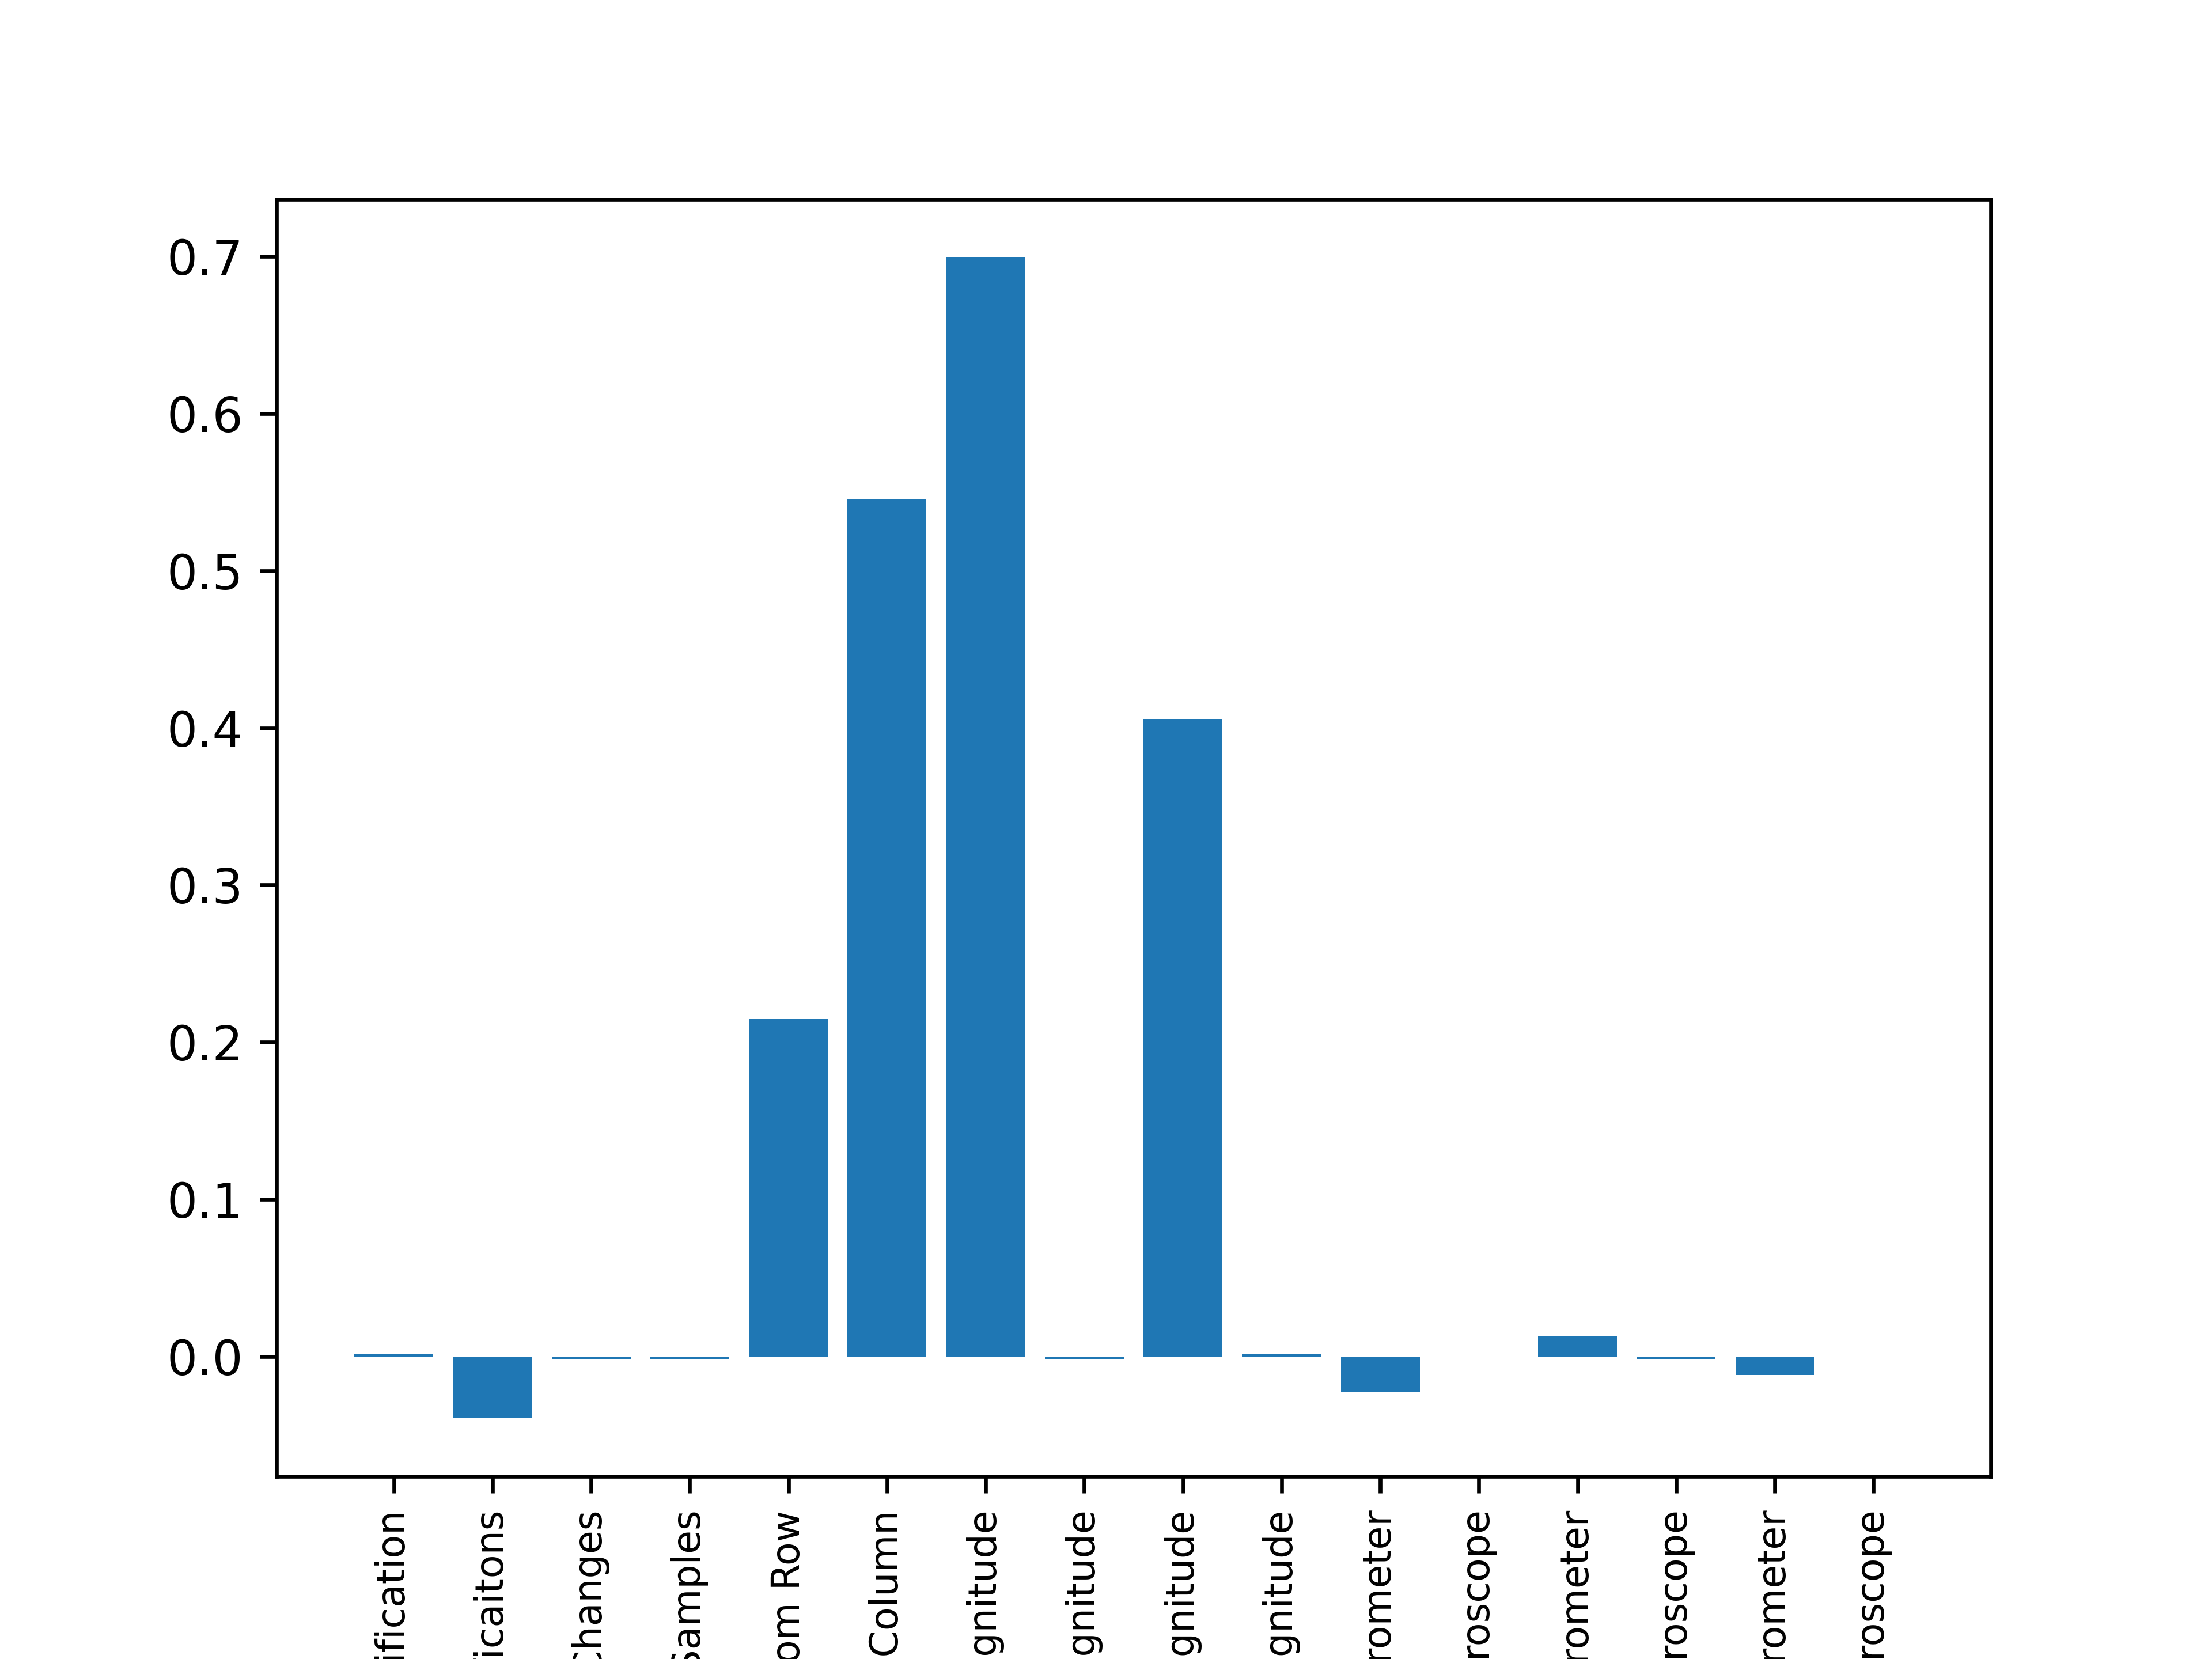 0.7
0.6
0.5
0.4
0.3
0.2
0.1
0.0
ification
icaitons
Changes
Samples
om Row
Column
gnitude
gnitude
gnitude
gnitude
rometer
roscope
rometer
roscope
rometer
roscope